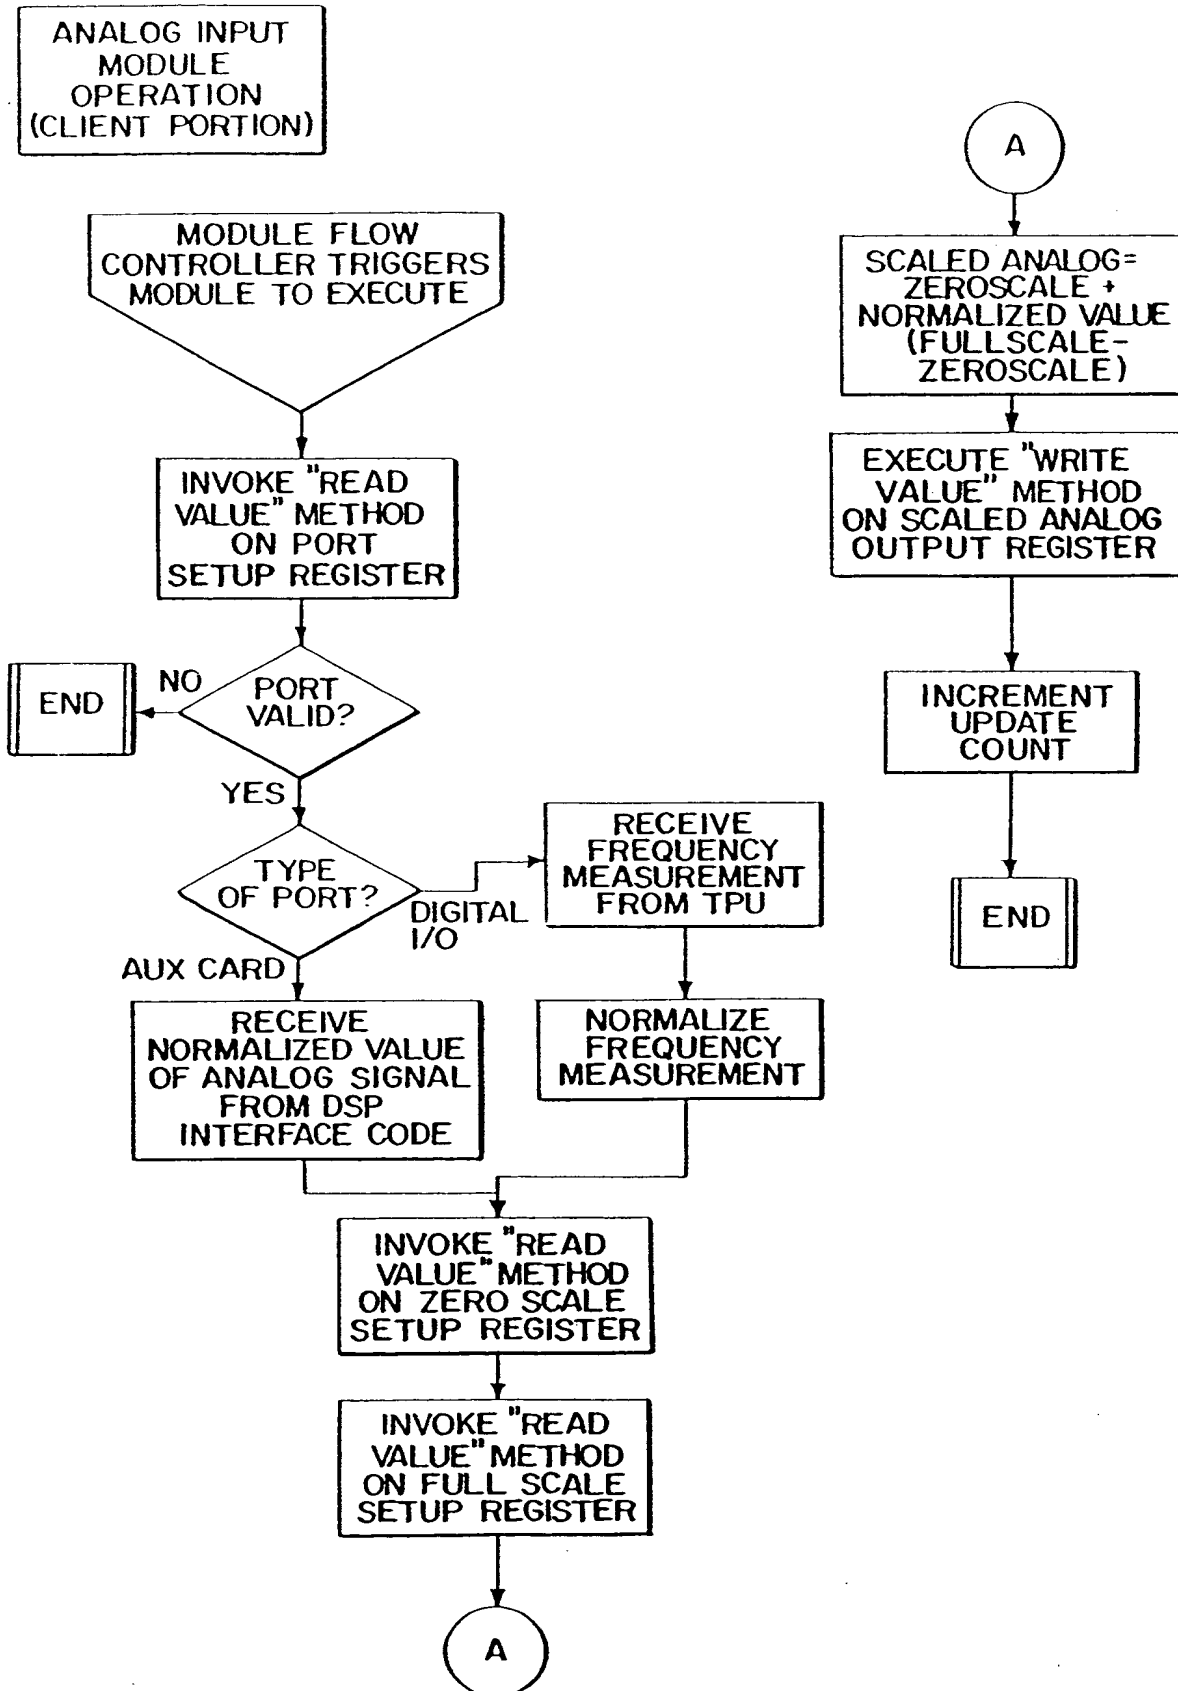 ANALOG INPUT
MODULE
OPERATION
(CLIENT PORTION)
MODULE FLOW
CONTROLLER TRIGGERS
MODULE TO EXECUTE
INVOKE "READ
VALUE" METHOD
ON PORT
SETUP REGISTER
PORT
VALID?
NO
END
YES
TYPE
OF PORT?
DIGITAL
I/O
RECEIVE
FREQUENCY
MEASUREMENT
FROM TPU
NORMALIZE
FREQUENCY
MEASUREMENT
AUX CARD
RECEIVE
NORMALIZED VALUE
OF ANALOG SIGNAL
FROM DSP
INTERFACE CODE
INVOKE "READ
VALUE" METHOD
ON ZERO SCALE
SETUP REGISTER
INVOKE "READ
VALUE" METHOD
ON FULL SCALE
SETUP REGISTER
A
A
SCALED ANALOG=
ZEROSCALE +
NORMALIZED VALUE
(FULLSCALE-
ZEROSCALE)
EXECUTE "WRITE
VALUE" METHOD
ON SCALED ANALOG
OUTPUT REGISTER
INCREMENT
UPDATE
COUNT
END